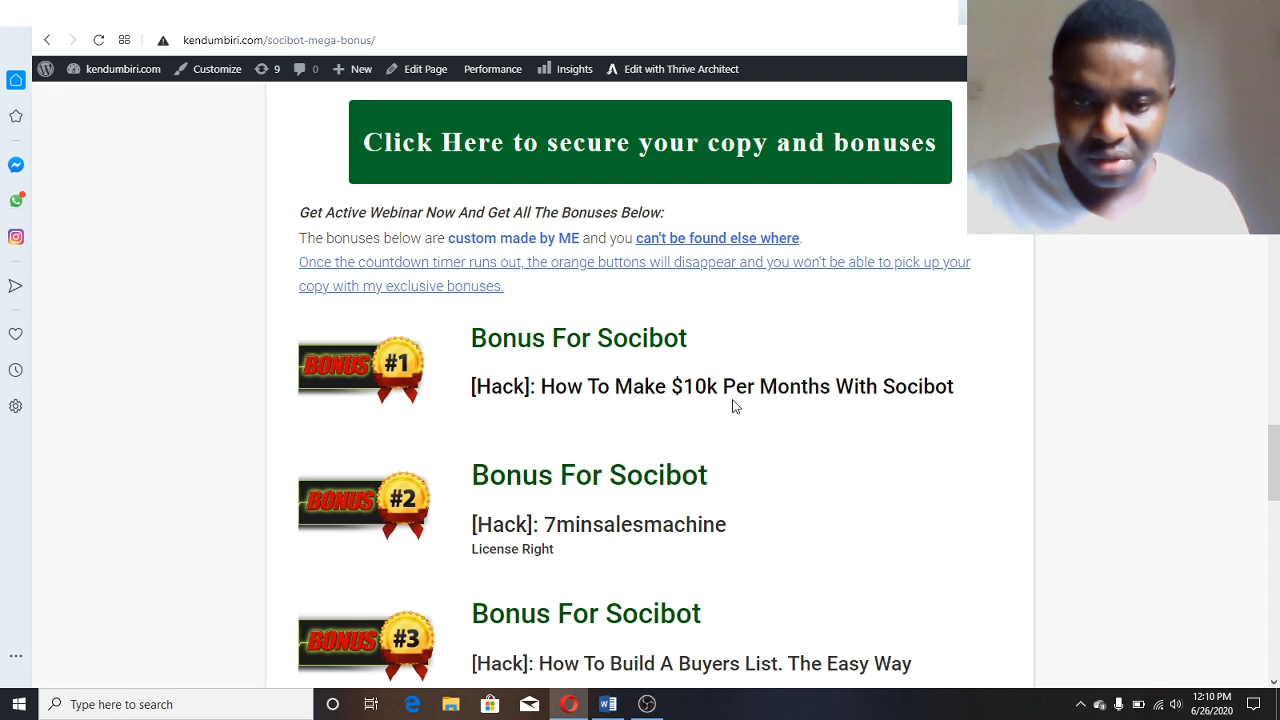 kendumbiri.com/socibot-mega-bonus/
kendumbiri.com Customize 9 0 New Edit Page Performance Insights Edit with Thrive Architect
Click Here to secure your copy and bonuses
Get Active Webinar Now And Get All The Bonuses Below:
The bonuses below are custom made by ME and you can't be found else where.
Once the countdown timer runs out, the orange buttons will disappear and you won't be able to pick up your
copy with my exclusive bonuses.
BONUS #1
Bonus For Socibot
[Hack]: How To Make $10k Per Months With Socibot
BONUS #2
Bonus For Socibot
[Hack]: 7minsalesmachine
License Right
BONUS #3
Bonus For Socibot
[Hack]: How To Build A Buyers List. The Easy Way
Type here to search
12:10 PM
6/26/2020